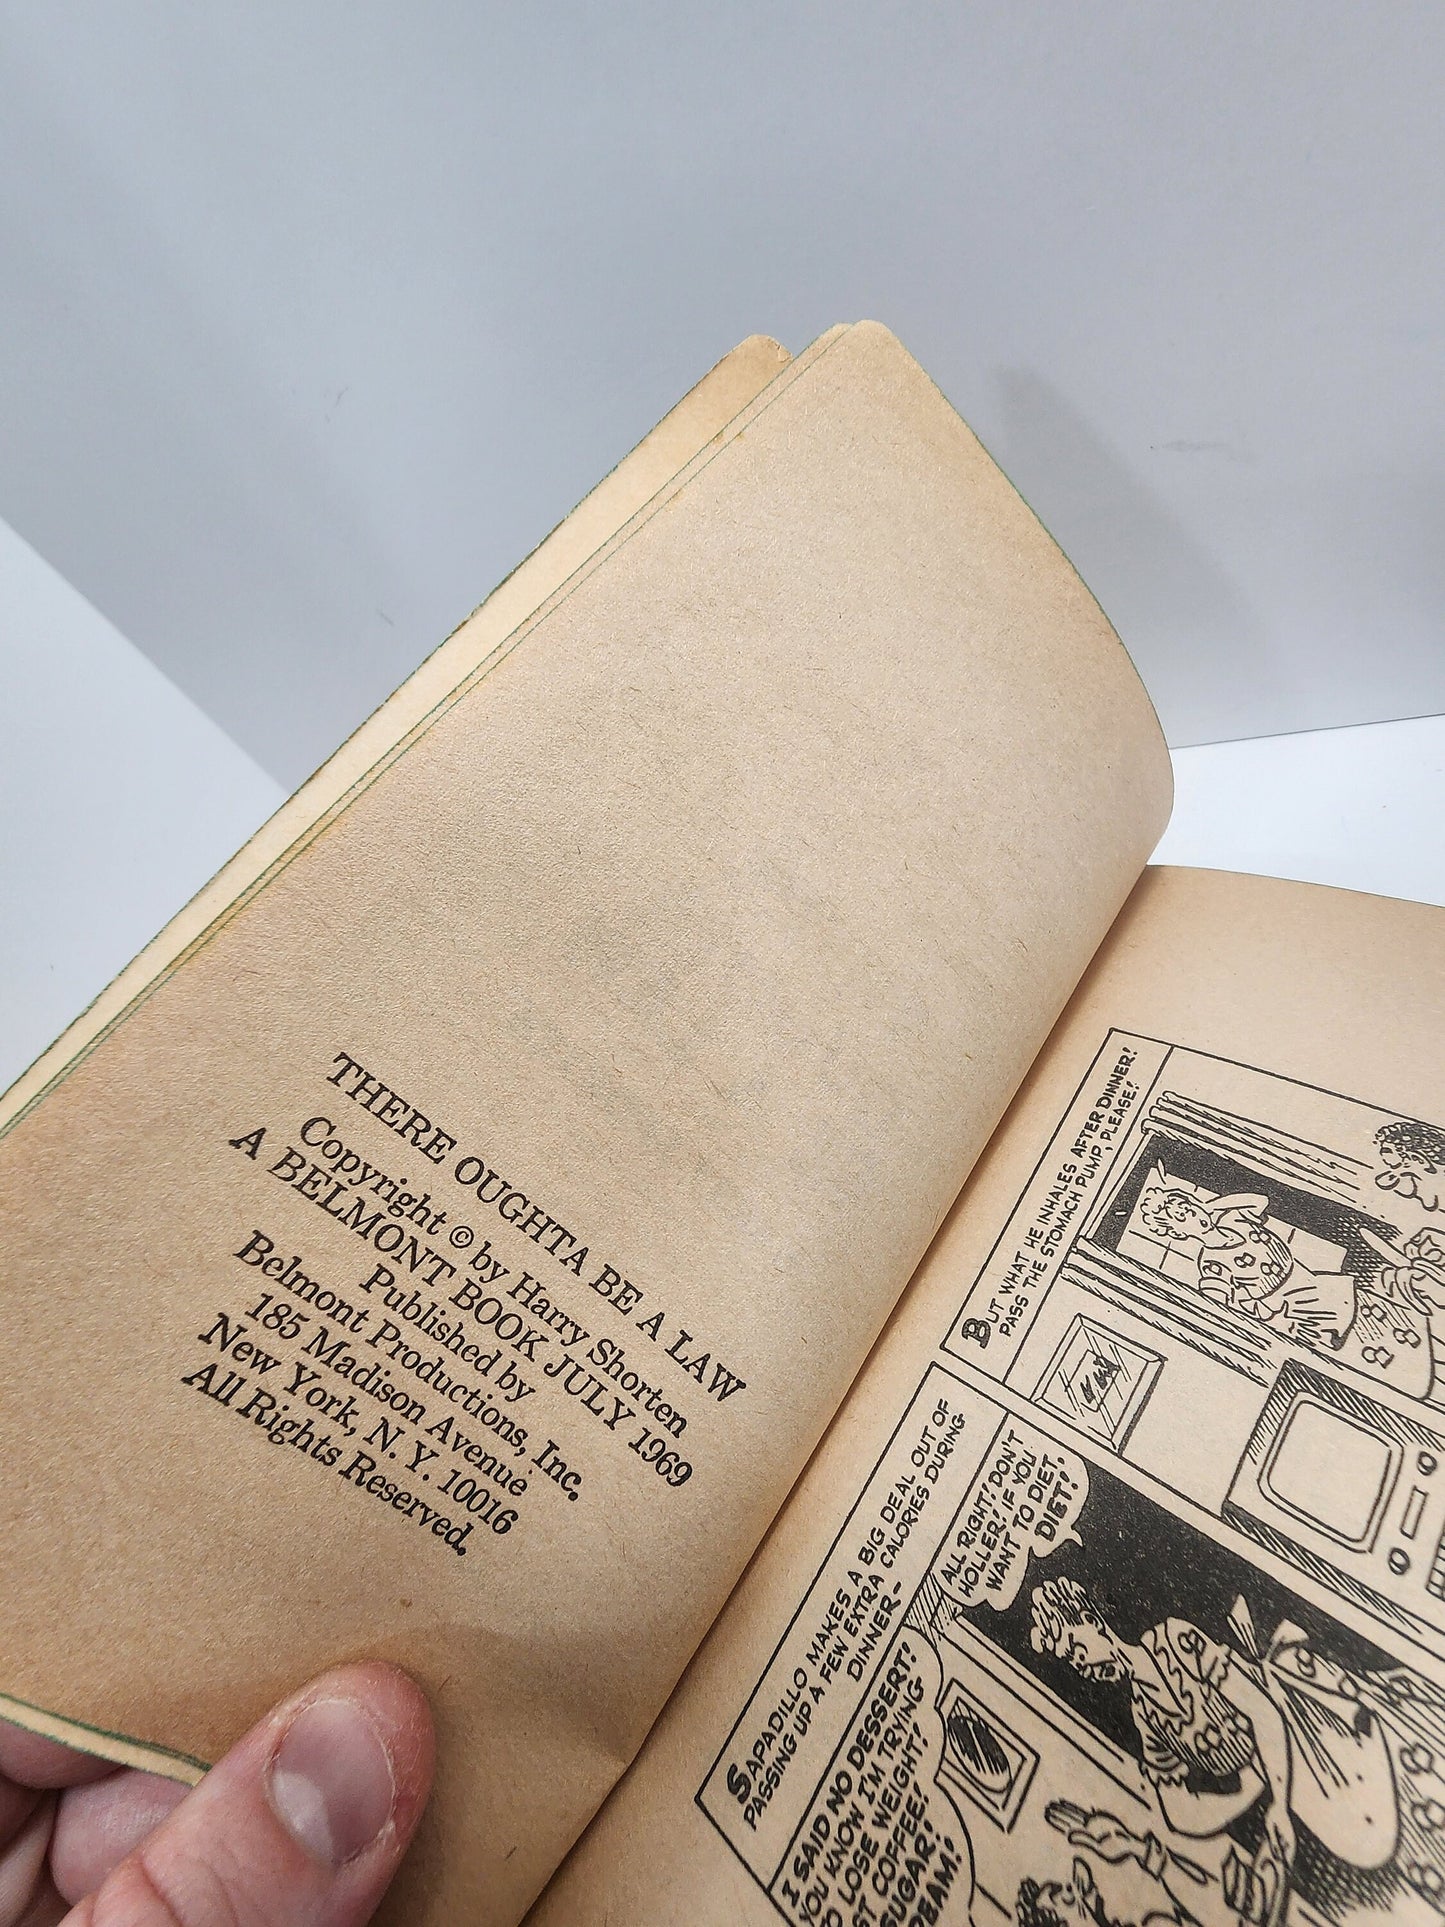 THERE OUGHTA BE A LAW
Copyright © by Harry Shorten
A BELMONT BOOK JULY 1969
Published by
Belmont Productions, Inc.
185 Madison Avenue
New York, N. Y. 10016
All Rights Reserved.
SAPADILLO MAKES A BIG DEAL OUT OF
PASSING UP A FEW EXTRA CALORIES DURING
DINNER-
I SAID NO DESSERT!
YOU KNOW I'M TRYING
LOSE WEIGHT!
COFFEE!
SUGAR!
ALL RIGHT! DON'T
HOLLER! IF YOU
WANT TO DIET,
DIET!
BUT WHAT HE INHALES AFTER DINNER!
PASS THE STOMACH PUMP, PLEASE!